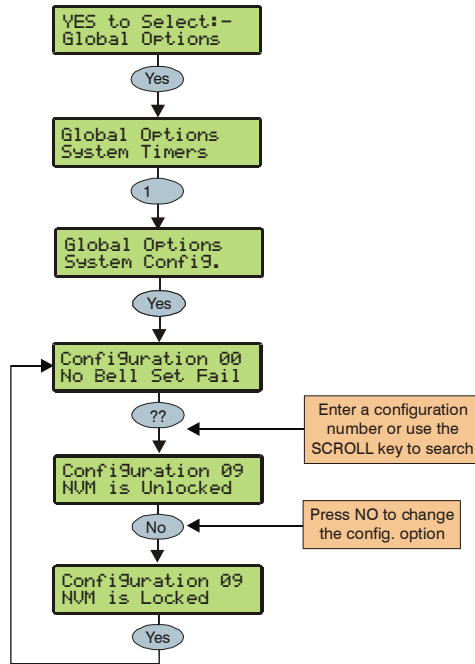 YES to Select:-
Global Options
Yes
Global Options
System Timers
1
Global Options
System Config.
Yes
Configuration 00
No Bell Set Fail
??
Enter a configuration
number or use the
SCROLL key to search
Configuration 09
NVM is Unlocked
No
Press NO to change
the config. option
Configuration 09
NVM is Locked
Yes